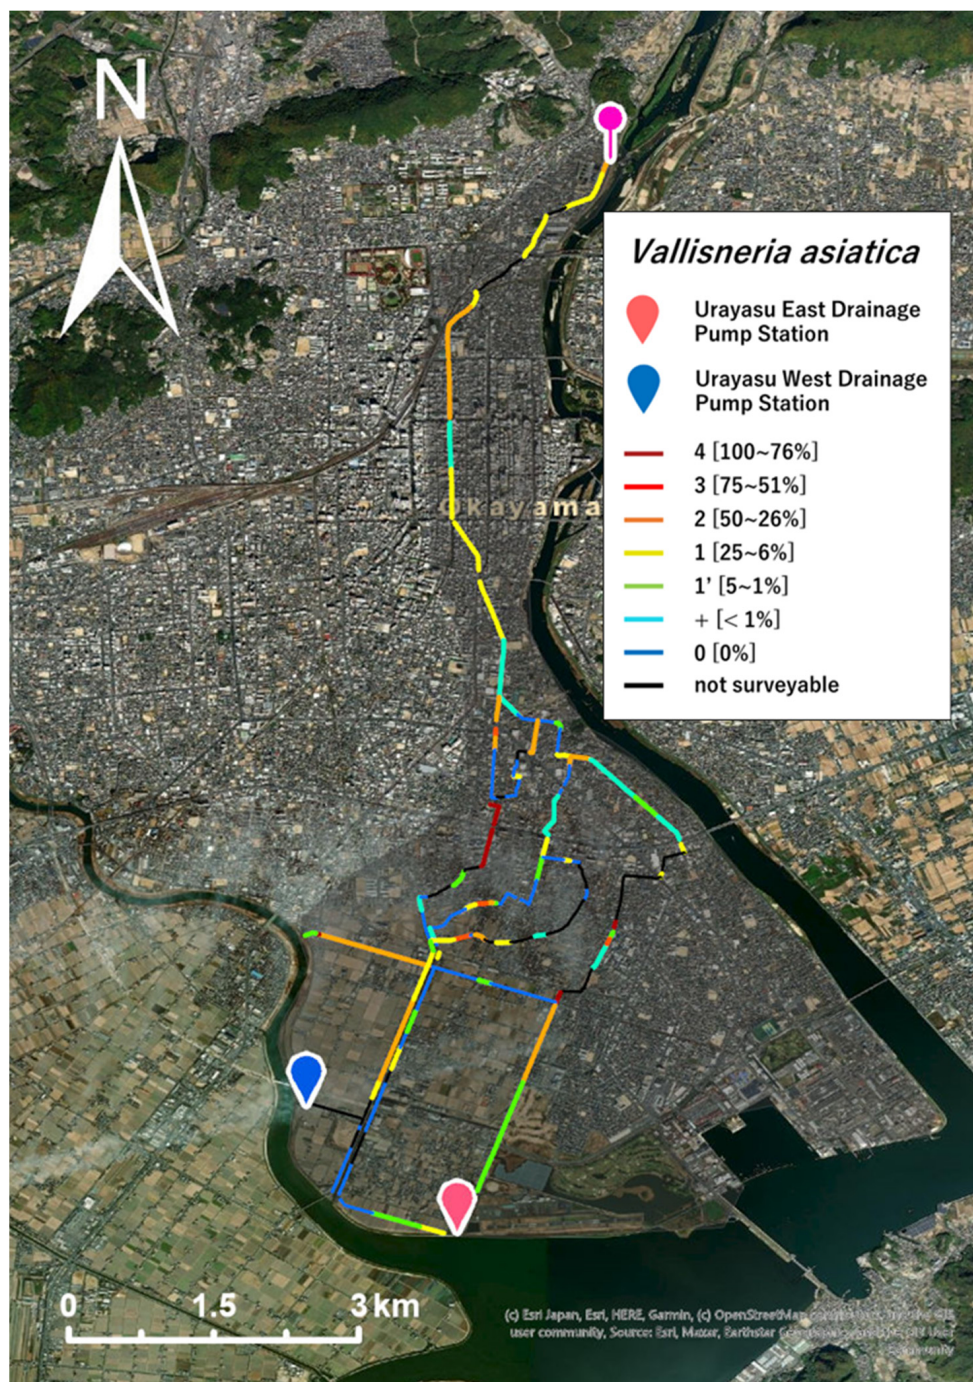 N
Vallisneria asiatica
Urayasu East Drainage
Pump Station
Urayasu West Drainage
Pump Station
4 [100~76%]
3 [75~51%]
2 [50~26%]
1 [25~6%]
1’ [5~1%]
+ [< 1%]
0 [0%]
not surveyable
Okayama
0 1.5 3 km
(c) Esri Japan, Esri, HERE, Garmin, (c) OpenStreetMap
user community, Source: Esri, Maxar, Earthstar